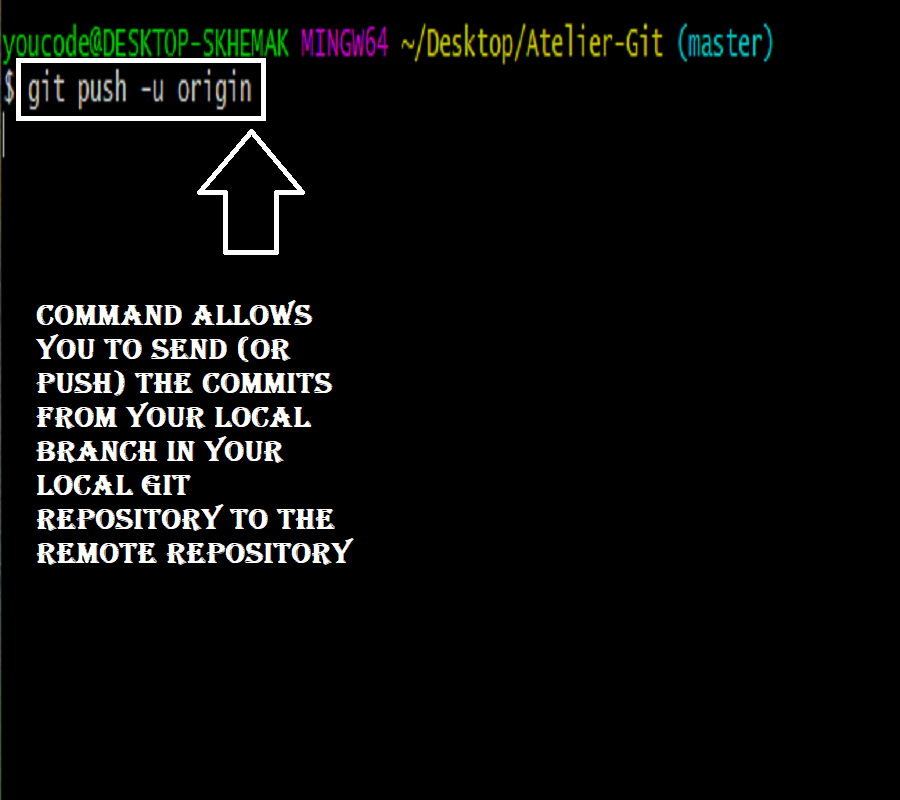 youcode@DESKTOP-SKHEMAK MINGW64 ~/Desktop/Atelier-Git (master)
$ git push -u origin
COMMAND ALLOWS
YOU TO SEND (OR
PUSH) THE COMMITS
FROM YOUR LOCAL
BRANCH IN YOUR
LOCAL GIT
REPOSITORY TO THE
REMOTE REPOSITORY